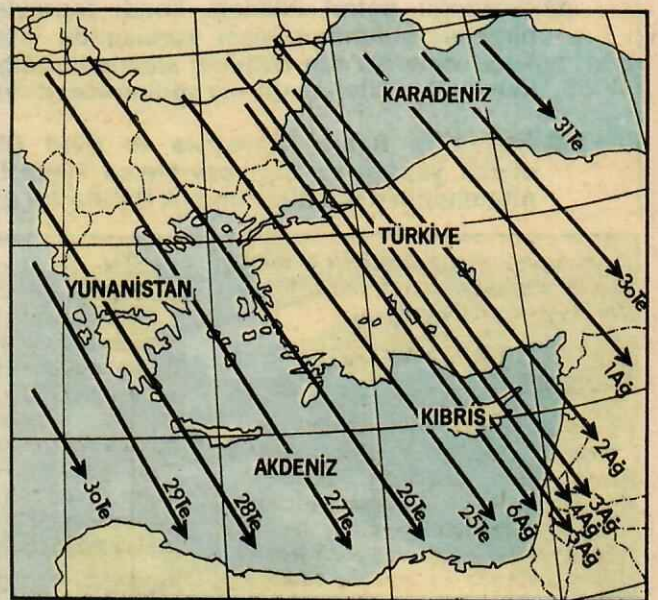 KARADENİZ
31Te
TÜRKİYE
30Te
YUNANİSTAN
1Ağ
KIBRIS
2Ağ
AKDENİZ
30Te
29Te
28Te
27Te
26Te
25Te
6Ağ
3Ağ
4Ağ